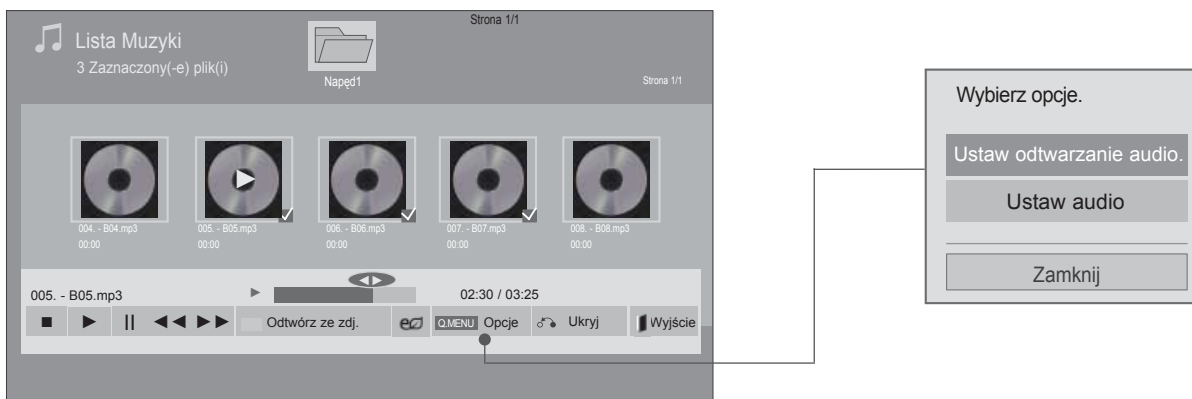 Strona 1/1
Lista Muzyki
3 Zaznaczony(-e) plik(i)
Napęd1
Strona 1/1
004. - B04.mp3
00:00
005. - B05.mp3
00:00
006. - B06.mp3
00:00
007. - B07.mp3
00:00
008. - B08.mp3
00:00
005. - B05.mp3
02:30 / 03:25
Odtwórz ze zdj.
Q.MENU Opcje
Ukryj
Wyjście
Wybierz opcje.
Ustaw odtwarzanie audio.
Ustaw audio
Zamknij